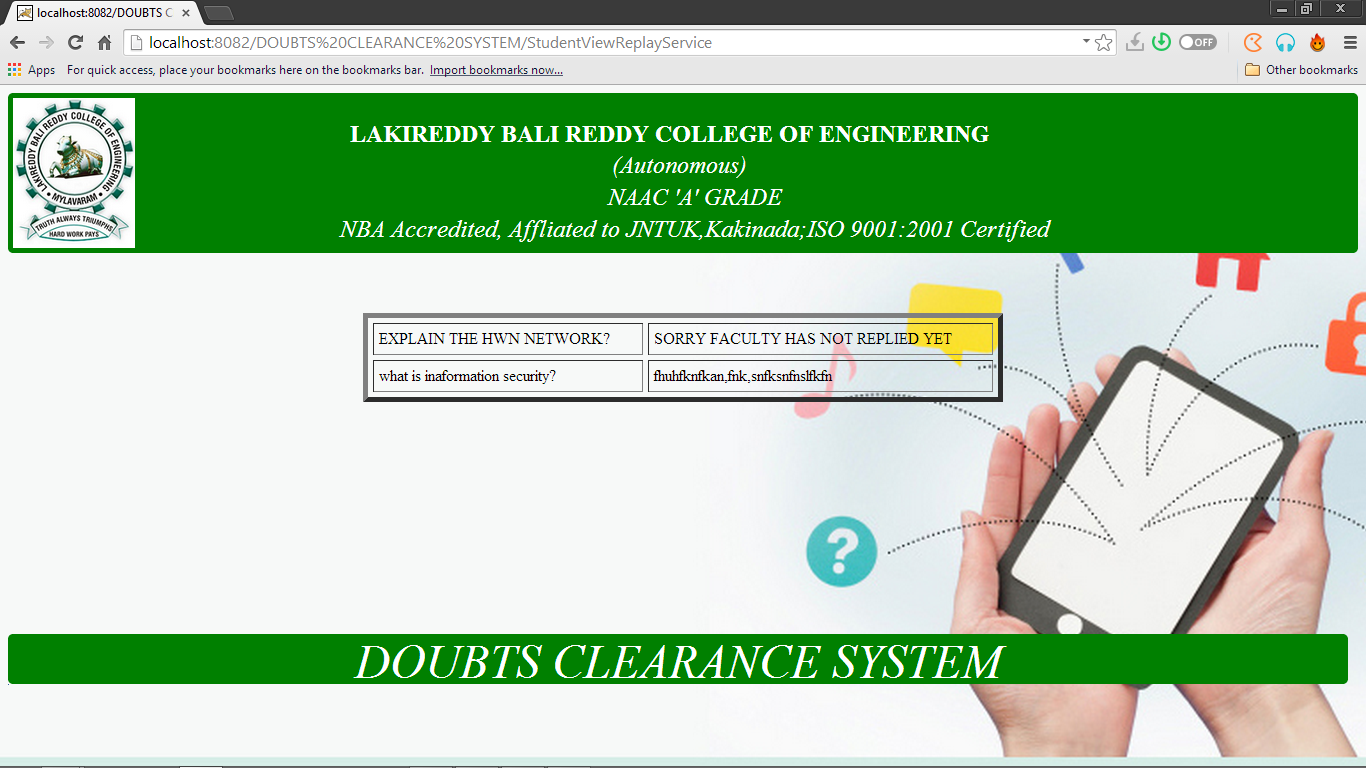 localhost:8082/DOUBTS C
localhost:8082/DOUBTS%20CLEARANCE%20SYSTEM/StudentViewReplayService
OFF
Apps For quick access, place your bookmarks here on the bookmarks bar. Import bookmarks now... Other bookmarks
LAKIREDDY BALI REDDY COLLEGE OF ENGINEERING
MYLAVARAM
TRUTH ALWAYS TRIUMPHS
HARD WORK PAYS
LAKIREDDY BALI REDDY COLLEGE OF ENGINEERING
(Autonomous)
NAAC 'A' GRADE
NBA Accredited, Affliated to JNTUK,Kakinada;ISO 9001:2001 Certified
EXPLAIN THE HWN NETWORK? SORRY FACULTY HAS NOT REPLIED YET
what is inaformation security? fhuhfknfkan,fnk,snfksnfnslfkfn
?
DOUBTS CLEARANCE SYSTEM